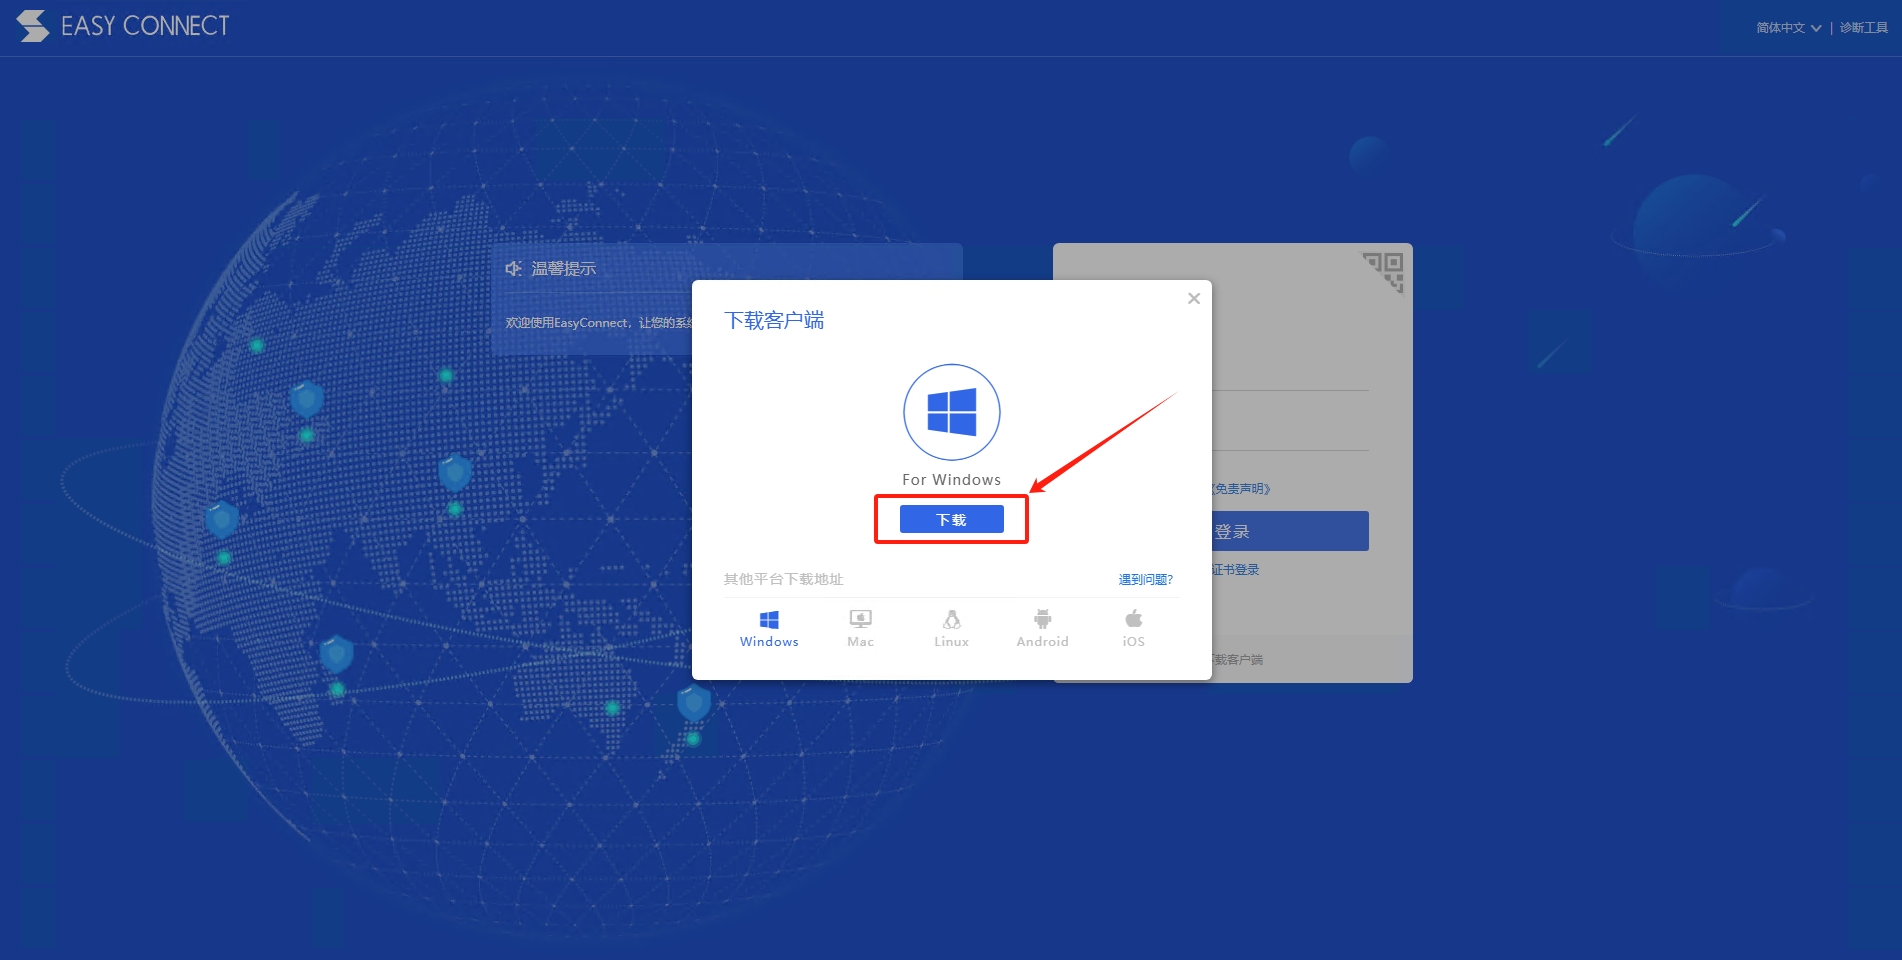 EASY CONNECT
简体中文 | 诊断工具
温馨提示
欢迎使用EasyConnect，让您的系
下载客户端
For Windows
下载
《免责声明》
登录
证书登录
其他平台下载地址
遇到问题?
Windows
Mac
Linux
Android
iOS
下载客户端